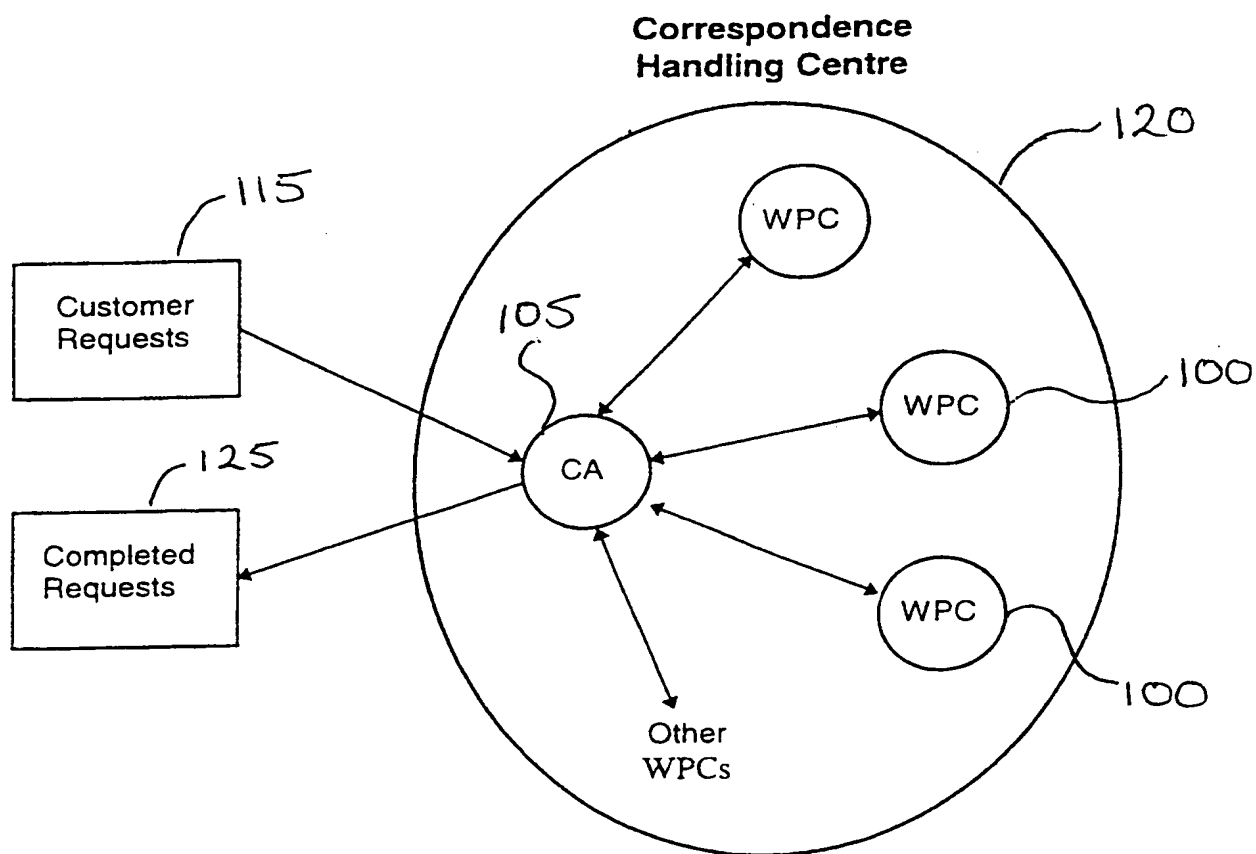 Correspondence
Handling Centre
120
115
WPC
Customer
Requests
105
100
WPC
125
CA
Completed
Requests
WPC
100
Other
WPCs